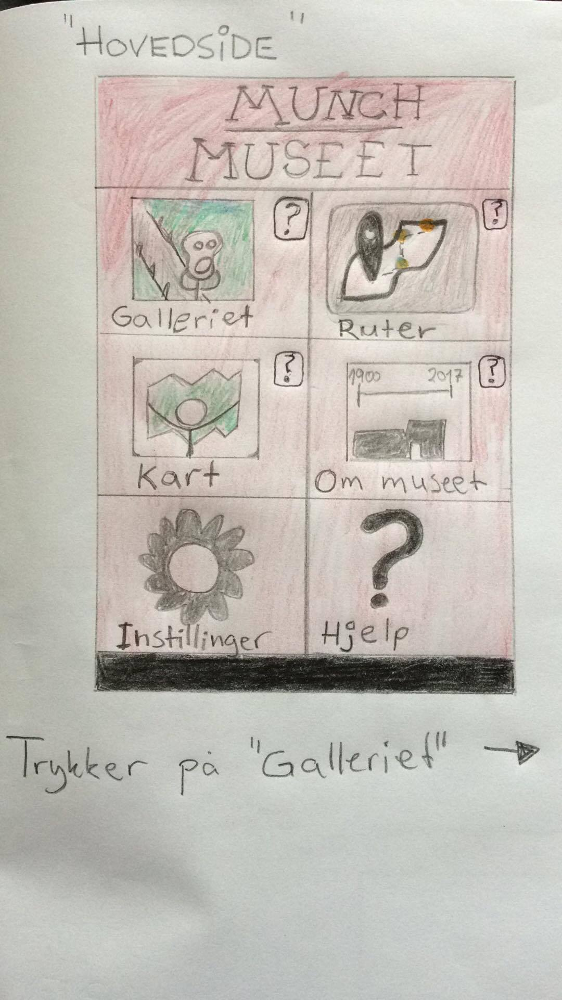 "HOVEDSiDE"
MUNCH
MUSEET
?
?
Galleriet
Ruter
?
1900 2017
?
Kart
Om museet
?
Instillinger
Hjelp
Trykker på "Galleriet" →